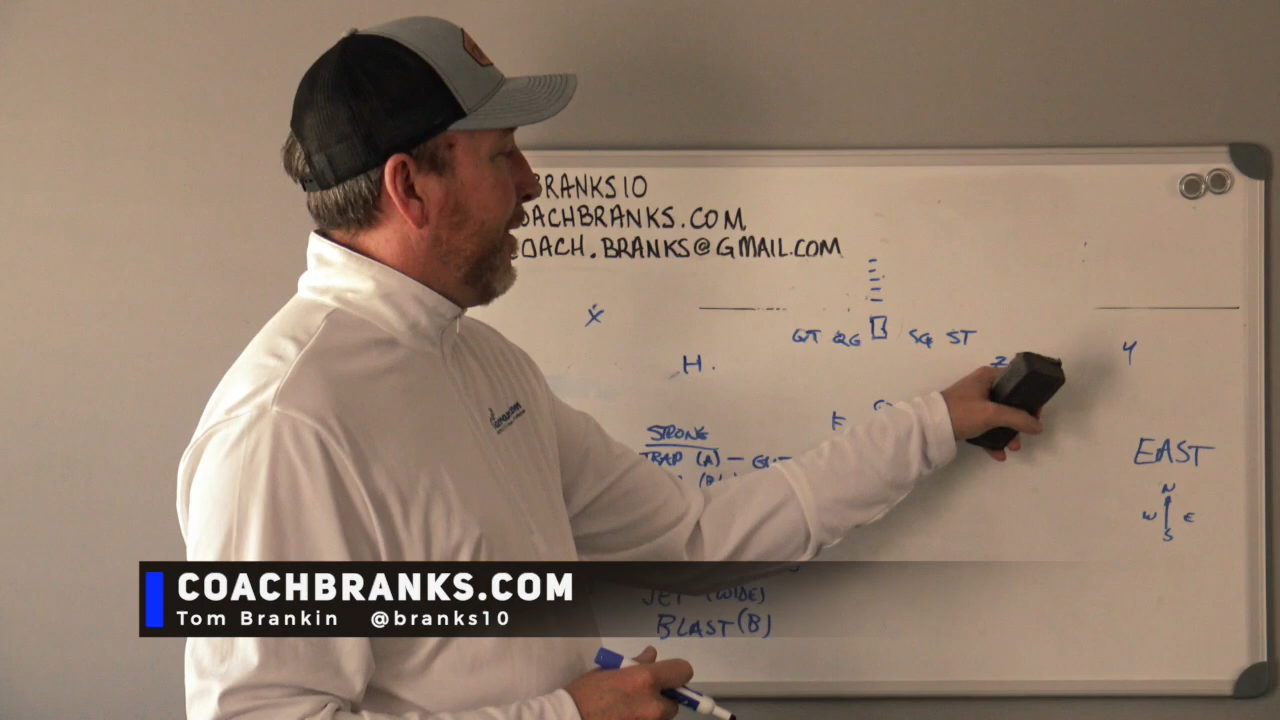 BRANKS10
OACHBRANKS.COM
OACH.BRANKS@GMAIL.COM
X
QT QG SG ST
H.
Z
Y
STRONG
TRAP (A) -
F
EAST
N
W E
S
JET (WIDE)
BLAST (B)
COACHBRANKS.COM
Tom Brankin @branks10